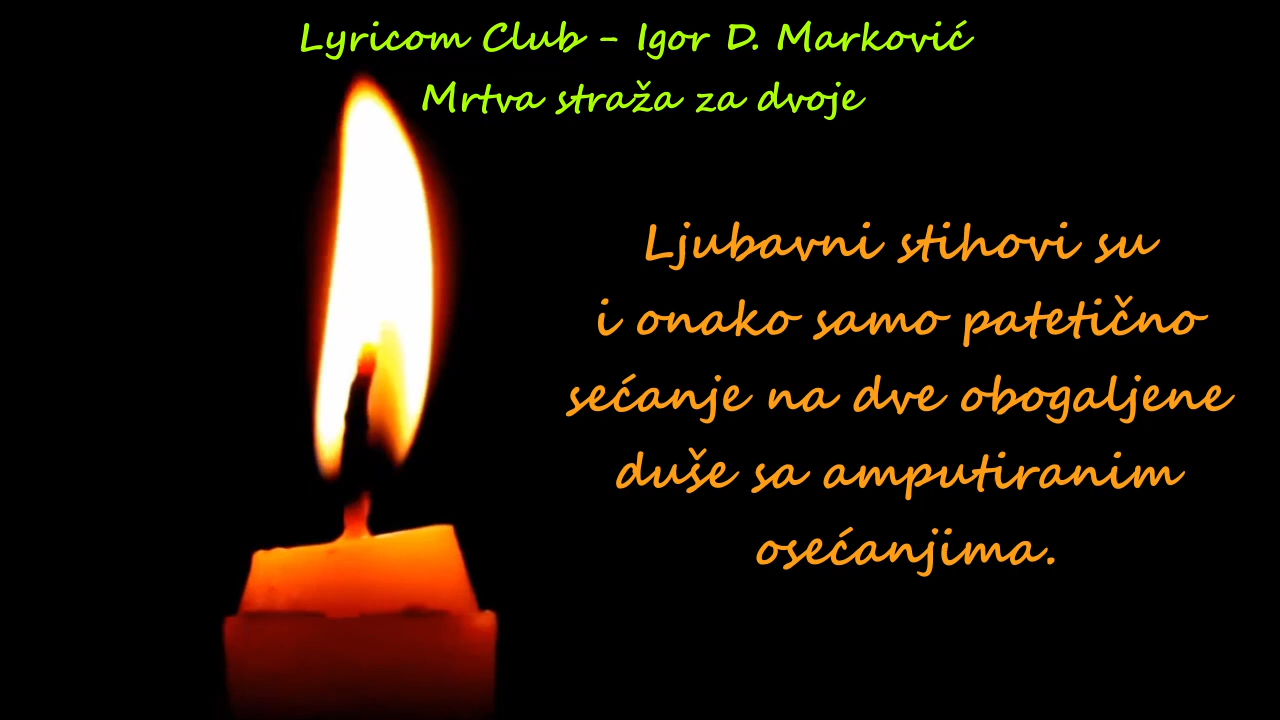 Lyricom Club - Igor D. Marković
Mrtva straža za dvoje
Ljubavni stihovi su
i onako samo patetično
sećanje na dve obogaljene
duše sa amputiranim
osećanjima.